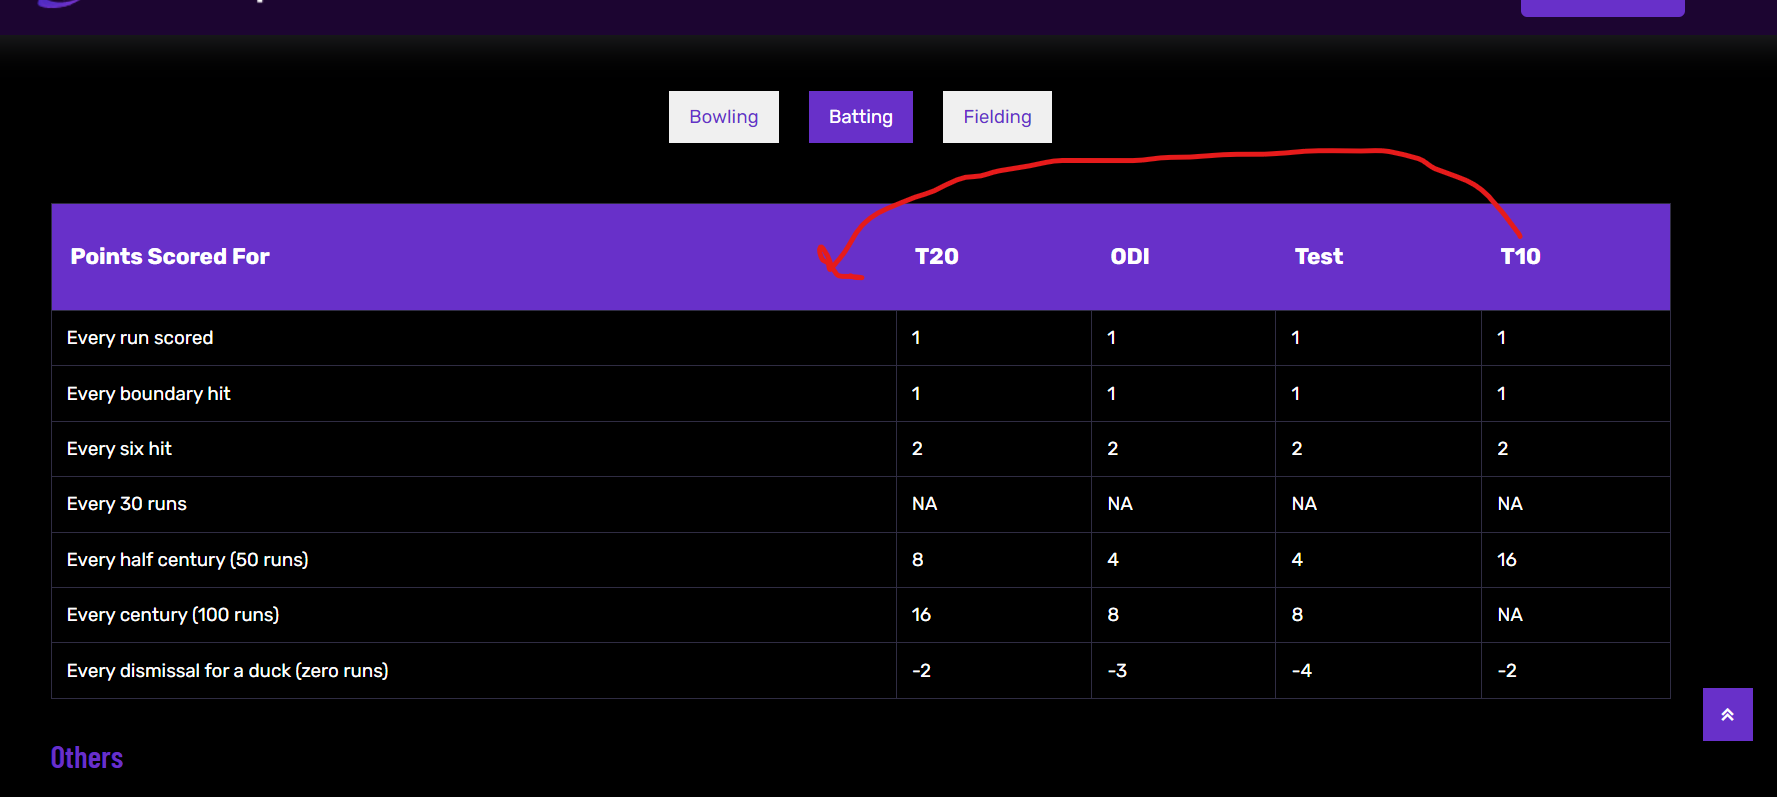 Bowling Batting Fielding
Points Scored For T20 ODI Test T10
Every run scored 1 1 1 1
Every boundary hit 1 1 1 1
Every six hit 2 2 2 2
Every 30 runs NA NA NA NA
Every half century (50 runs) 8 4 4 16
Every century (100 runs) 16 8 8 NA
Every dismissal for a duck (zero runs) -2 -3 -4 -2
Others